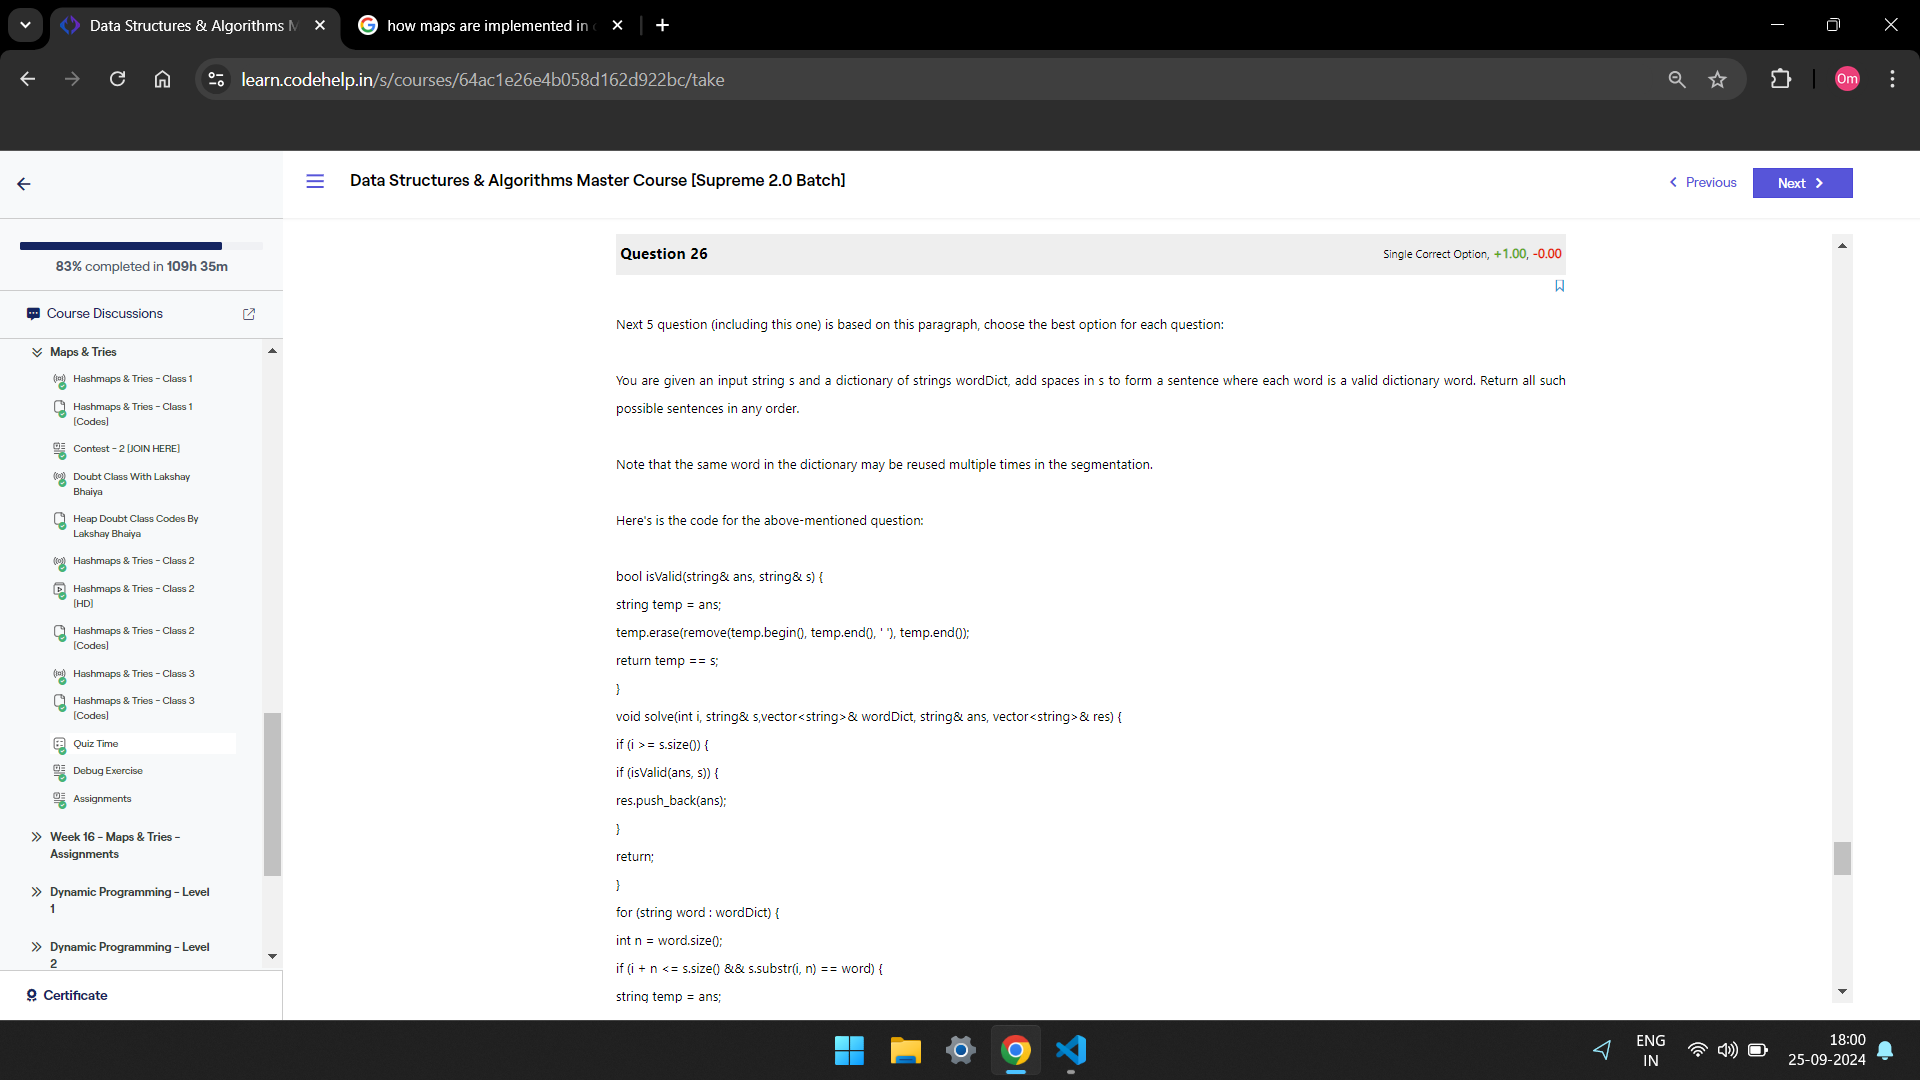 Data Structures & Algorithms M
how maps are implemented in
learn.codehelp.in/s/courses/64ac1e26e4b058d162d922bc/take
Om
Data Structures & Algorithms Master Course [Supreme 2.0 Batch]
Previous
Next
83% completed in 109h 35m
Course Discussions
Maps & Tries
Hashmaps & Tries - Class 1
Hashmaps & Tries - Class 1
[Codes]
Contest - 2 [JOIN HERE]
Doubt Class With Lakshay
Bhaiya
Heap Doubt Class Codes By
Lakshay Bhaiya
Hashmaps & Tries - Class 2
Hashmaps & Tries - Class 2
[HD]
Hashmaps & Tries - Class 2
[Codes]
Hashmaps & Tries - Class 3
Hashmaps & Tries - Class 3
[Codes]
Quiz Time
Debug Exercise
Assignments
Week 16 - Maps & Tries -
Assignments
Dynamic Programming - Level
1
Dynamic Programming - Level
2
Certificate
Question 26
Single Correct Option, +1.00, -0.00
Next 5 question (including this one) is based on this paragraph, choose the best option for each question:
You are given an input string s and a dictionary of strings wordDict, add spaces in s to form a sentence where each word is a valid dictionary word. Return all such
possible sentences in any order.
Note that the same word in the dictionary may be reused multiple times in the segmentation.
Here's is the code for the above-mentioned question:
bool isValid(string& ans, string& s) {
string temp = ans;
temp.erase(remove(temp.begin(), temp.end(), ' '), temp.end());
return temp == s;
}
void solve(int i, string& s,vector<string>& wordDict, string& ans, vector<string>& res) {
if (i >= s.size()) {
if (isValid(ans, s)) {
res.push_back(ans);
}
return;
}
for (string word : wordDict) {
int n = word.size();
if (i + n <= s.size() && s.substr(i, n) == word) {
string temp = ans;
ENG
IN
18:00
25-09-2024